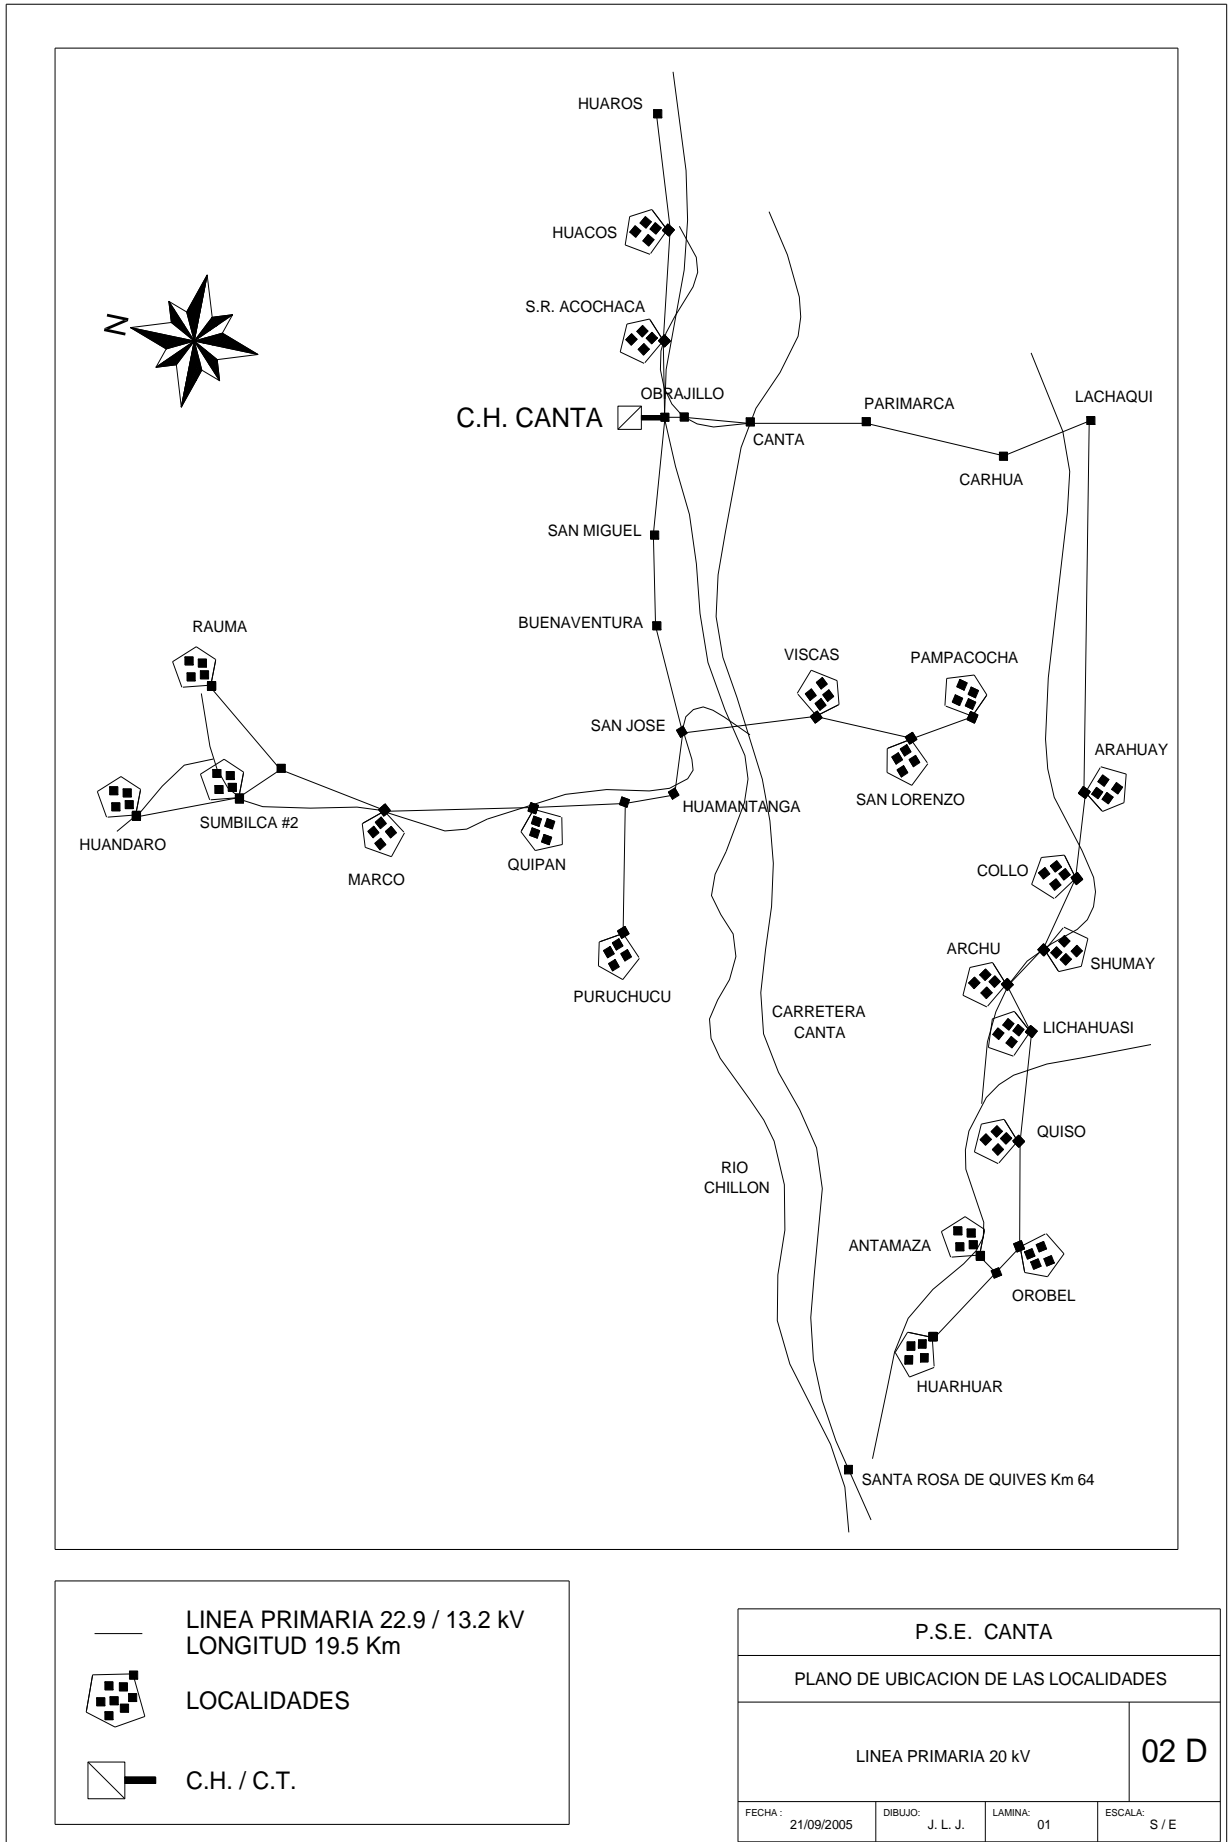 HUAROS
HUACOS
S.R. ACOCHACA
N
OBRAJILLO
C.H. CANTA
CANTA
PARIMARCA
LACHAQUI
CARHUA
SAN MIGUEL
BUENAVENTURA
RAUMA
VISCAS
PAMPACOCHA
SAN JOSE
ARAHUAY
SAN LORENZO
HUAMANTANGA
SUMBILCA #2
HUANDARO
MARCO
QUIPAN
COLLO
ARCHU
SHUMAY
PURUCHUCU
CARRETERA
CANTA
LICHAHUASI
QUISO
RIO
CHILLON
ANTAMAZA
OROBEL
HUARHUAR
SANTA ROSA DE QUIVES Km 64
LINEA PRIMARIA 22.9 / 13.2 kV
LONGITUD 19.5 Km
LOCALIDADES
C.H. / C.T.
P.S.E. CANTA
PLANO DE UBICACION DE LAS LOCALIDADES
LINEA PRIMARIA 20 kV
02 D
FECHA :
21/09/2005
DIBUJO:
J. L. J.
LAMINA:
01
ESCALA:
S / E